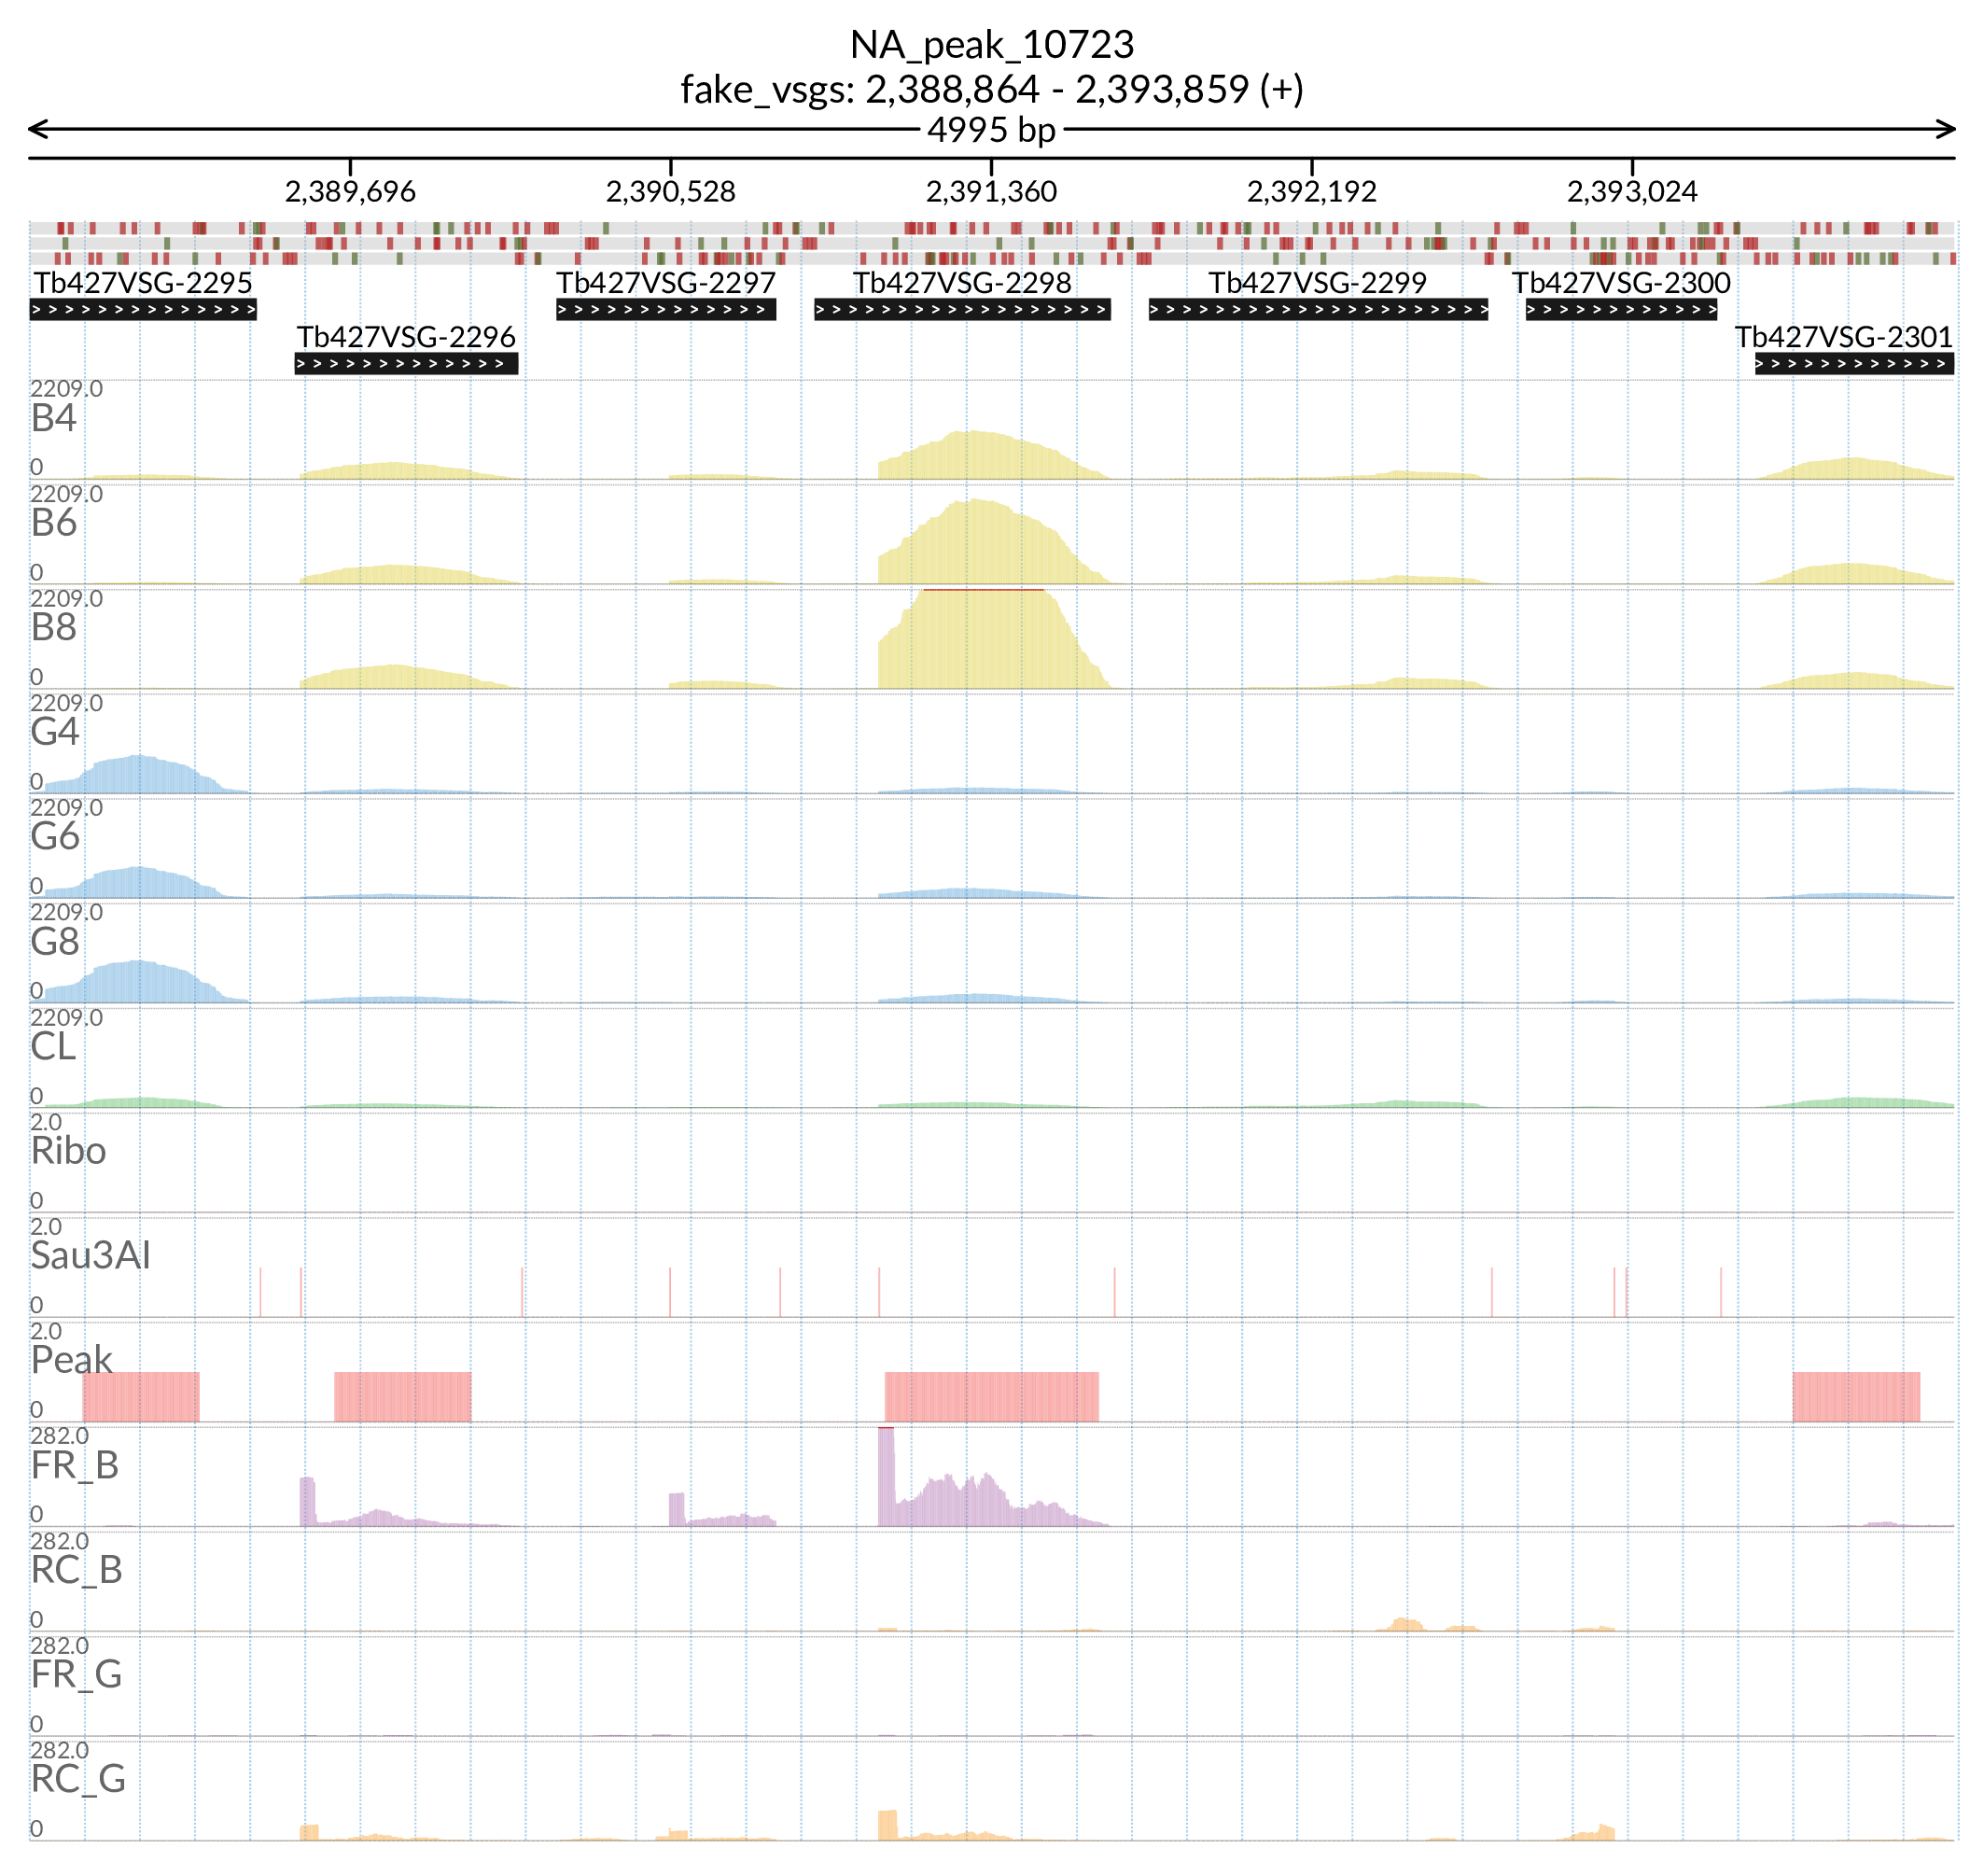 NA_peak_10723
fake_vsgs: 2,388,864 - 2,393,859 (+)
4995 bp
2,389,696 2,390,528 2,391,360 2,392,192 2,393,024
Tb427VSG-2295 Tb427VSG-2297 Tb427VSG-2298 Tb427VSG-2299 Tb427VSG-2300
Tb427VSG-2296 Tb427VSG-2301
2209.0
B4
0
2209.0
B6
0
2209.0
B8
0
2209.0
G4
0
2209.0
G6
0
2209.0
G8
0
2209.0
CL
0
2.0
Ribo
0
2.0
Sau3AI
0
2.0
Peak
0
282.0
FR_B
0
282.0
RC_B
0
282.0
FR_G
0
282.0
RC_G
0